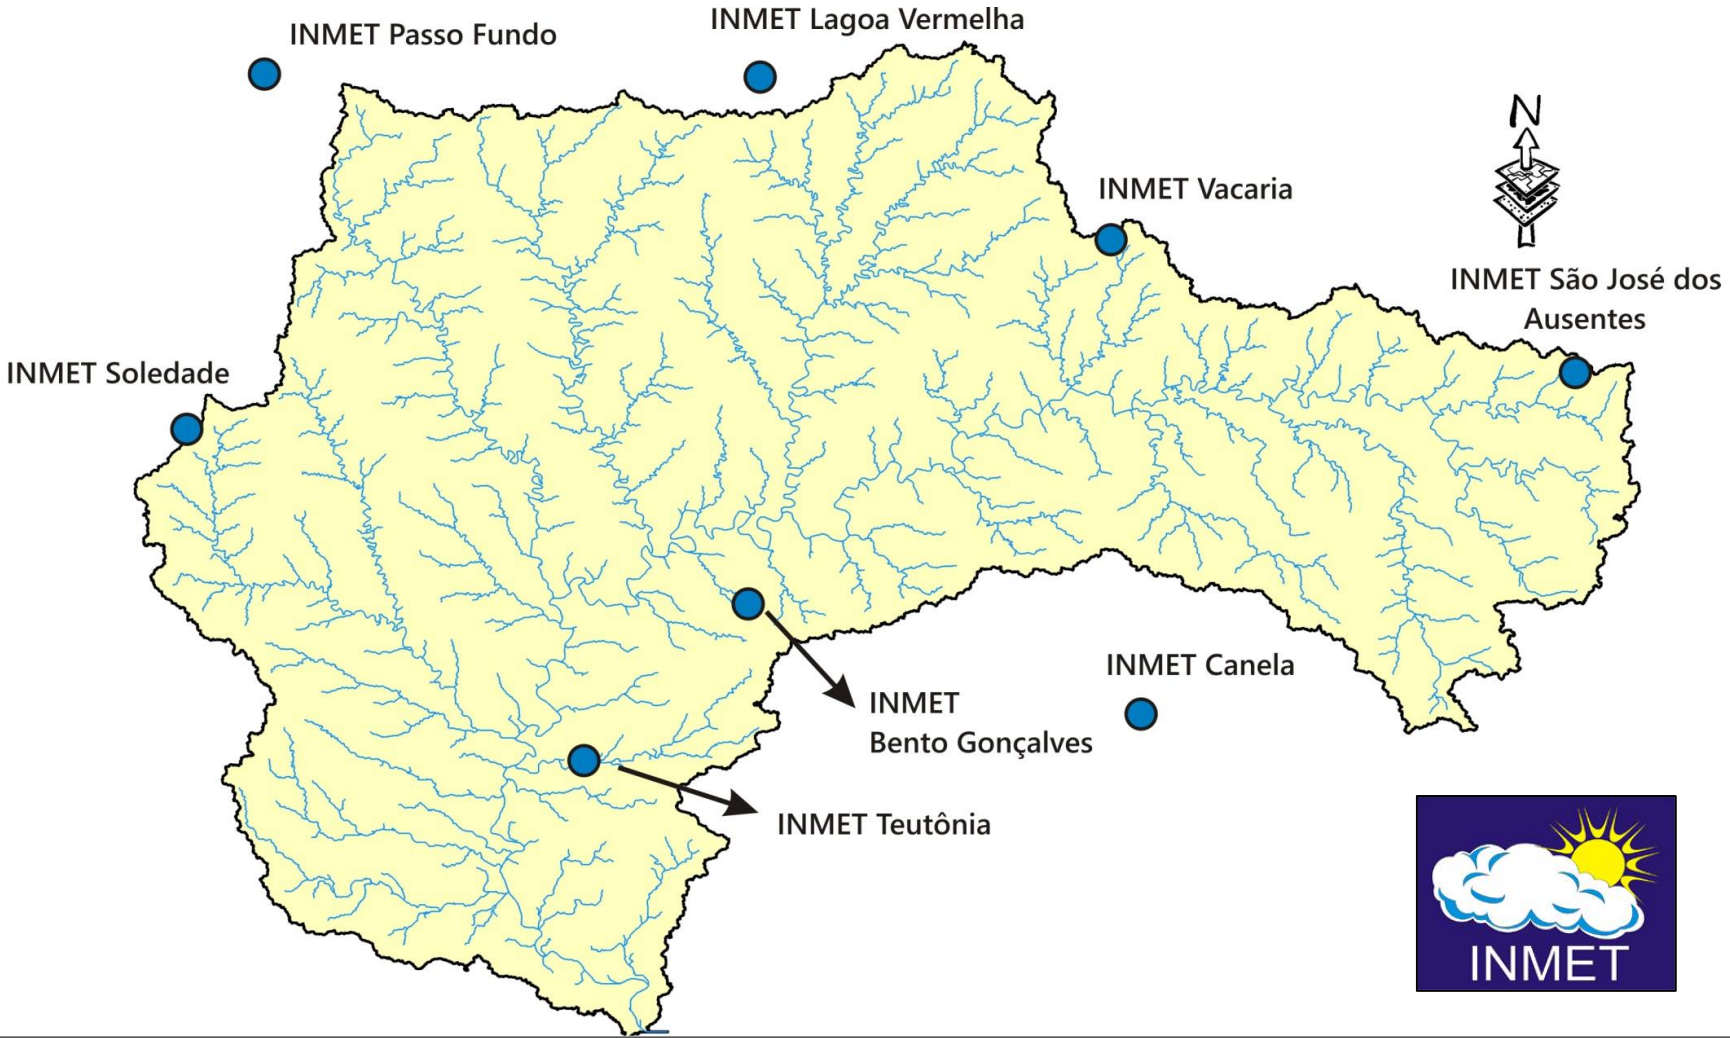 INMET Lagoa Vermelha
INMET Passo Fundo
N
INMET Vacaria
INMET São José dos
Ausentes
INMET Soledade
INMET Canela
INMET
Bento Gonçalves
INMET Teutônia
INMET